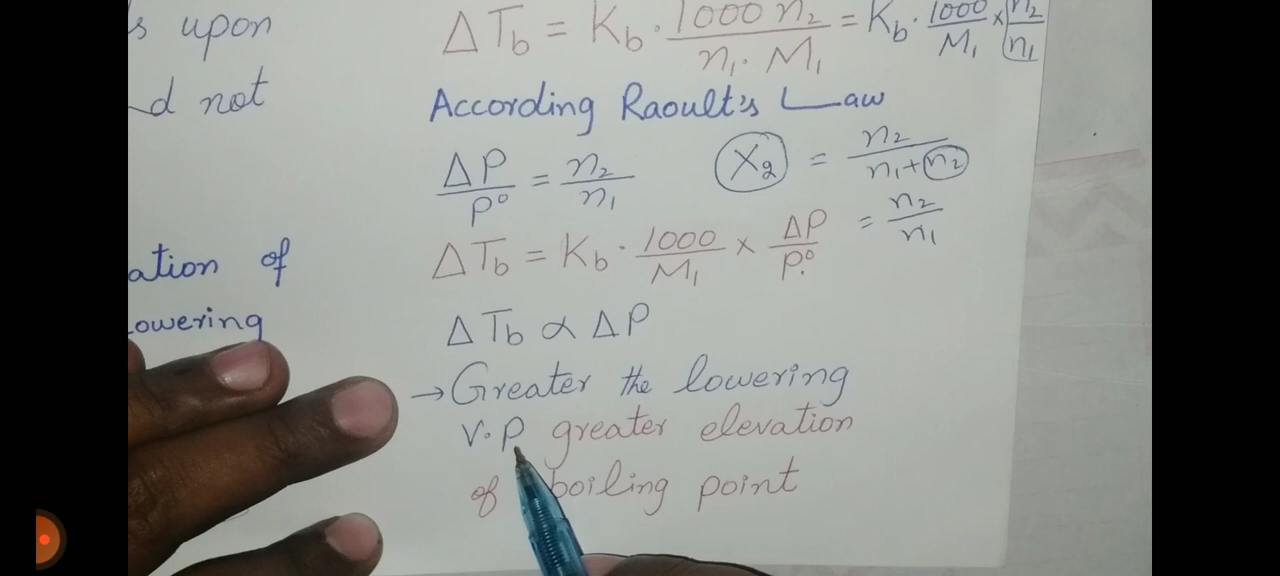 upon
ΔTb = Kb · 1000 n2 / n1 · M1 = Kb · 1000 / M1 × n2 / n1
not
According Raoult's Law
ΔP / P° = n2 / n1
X2 = n2 / n1 + n2
= n2 / n1
ΔTb = Kb · 1000 / M1 × ΔP / P°
ation of
ΔTb ∝ ΔP
owering
→ Greater the lowering
V.P greater elevation
of boiling point